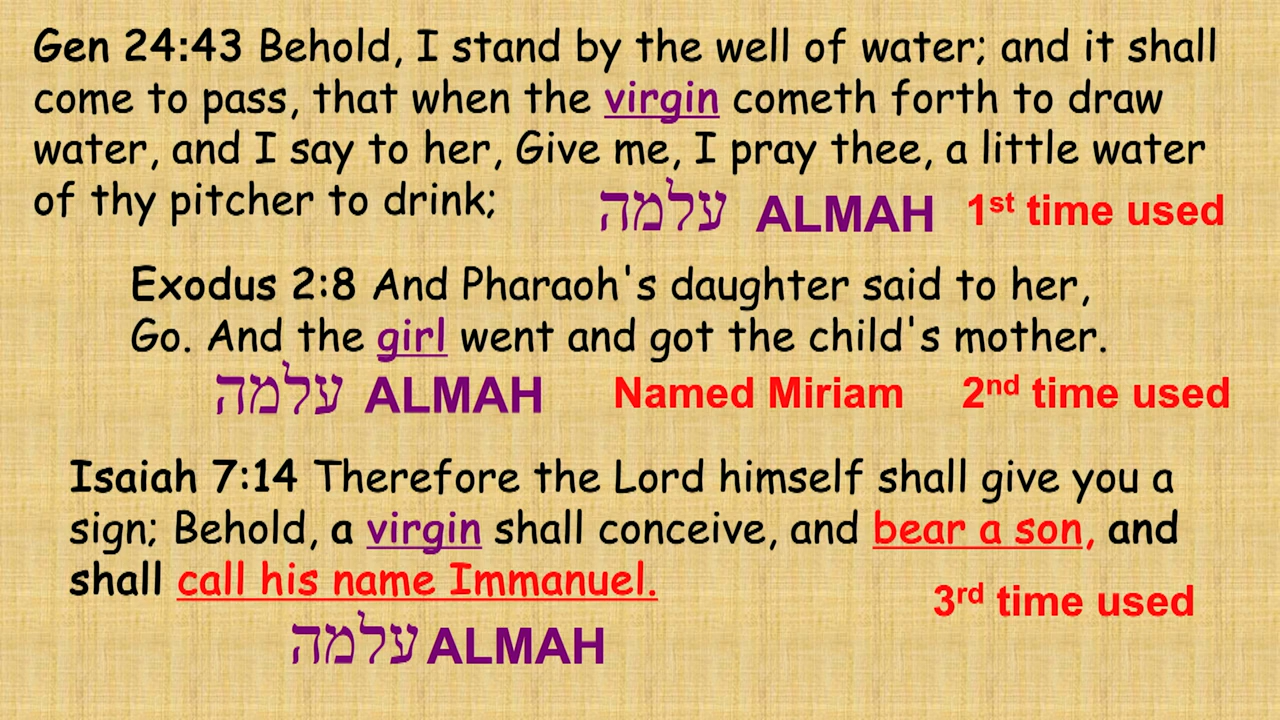 Gen 24:43 Behold, I stand by the well of water; and it shall
come to pass, that when the virgin cometh forth to draw
water, and I say to her, Give me, I pray thee, a little water
of thy pitcher to drink;
עלמה ALMAH 1st time used
Exodus 2:8 And Pharaoh's daughter said to her,
Go. And the girl went and got the child's mother.
עלמה ALMAH Named Miriam 2nd time used
Isaiah 7:14 Therefore the Lord himself shall give you a
sign; Behold, a virgin shall conceive, and bear a son, and
shall call his name Immanuel.
3rd time used
עלמה ALMAH